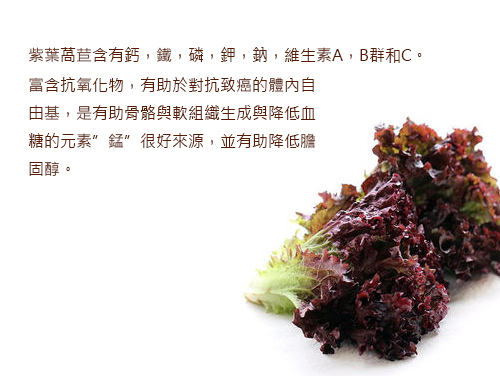 紫葉萵苣含有鈣，鐵，磷，鉀，鈉，維生素A，B群和C。
富含抗氧化物，有助於對抗致癌的體內自
由基，是有助骨骼與軟組織生成與降低血
糖的元素”錳”很好來源，並有助降低膽
固醇。